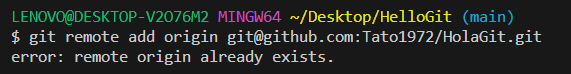 LENOVO@DESKTOP-V2O76M2 MINGW64 ~/Desktop/HelloGit (main)
$ git remote add origin git@github.com:Tato1972/HolaGit.git
error: remote origin already exists.